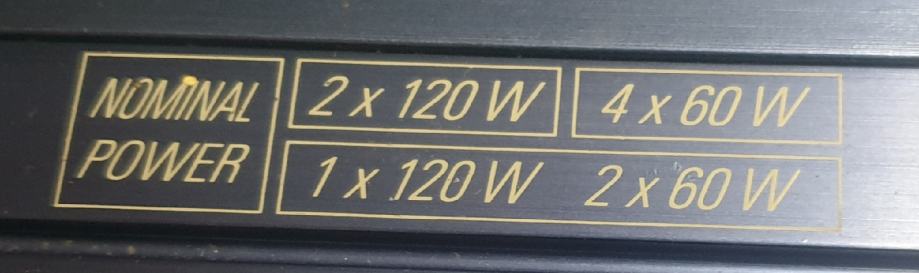 NOMINAL
POWER
2 x 120 W
4 x 60 W
1 x 120 W 2 x 60 W